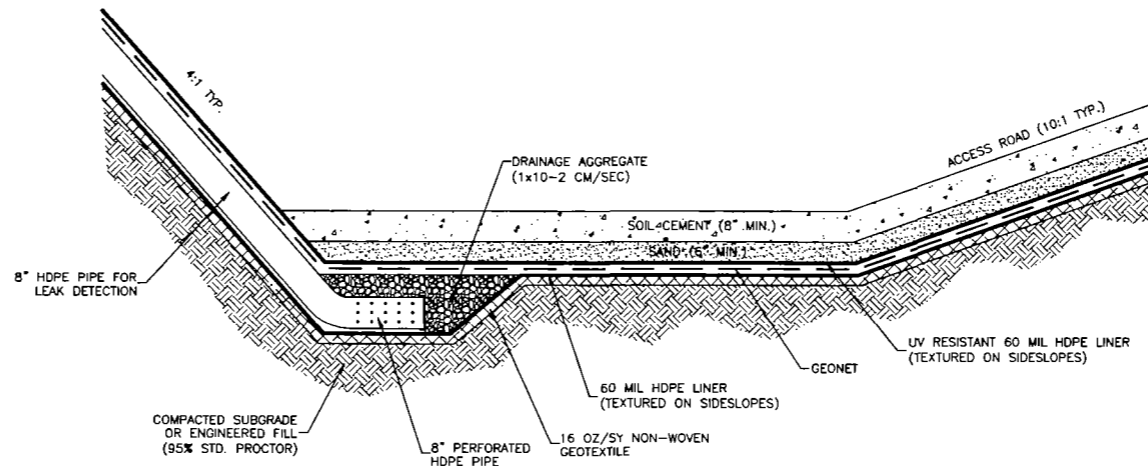 4:1 TYP.
ACCESS ROAD (10:1 TYP.)
DRAINAGE AGGREGATE
(1x10-2 CM/SEC)
SOIL-CEMENT (8" MIN.)
SAND (6" MIN.)
8" HDPE PIPE FOR
LEAK DETECTION
UV RESISTANT 60 MIL HDPE LINER
(TEXTURED ON SIDESLOPES)
GEONET
60 MIL HDPE LINER
(TEXTURED ON SIDESLOPES)
COMPACTED SUBGRADE
OR ENGINEERED FILL
(95% STD. PROCTOR)
8" PERFORATED
HDPE PIPE
16 OZ/SY NON-WOVEN
GEOTEXTILE